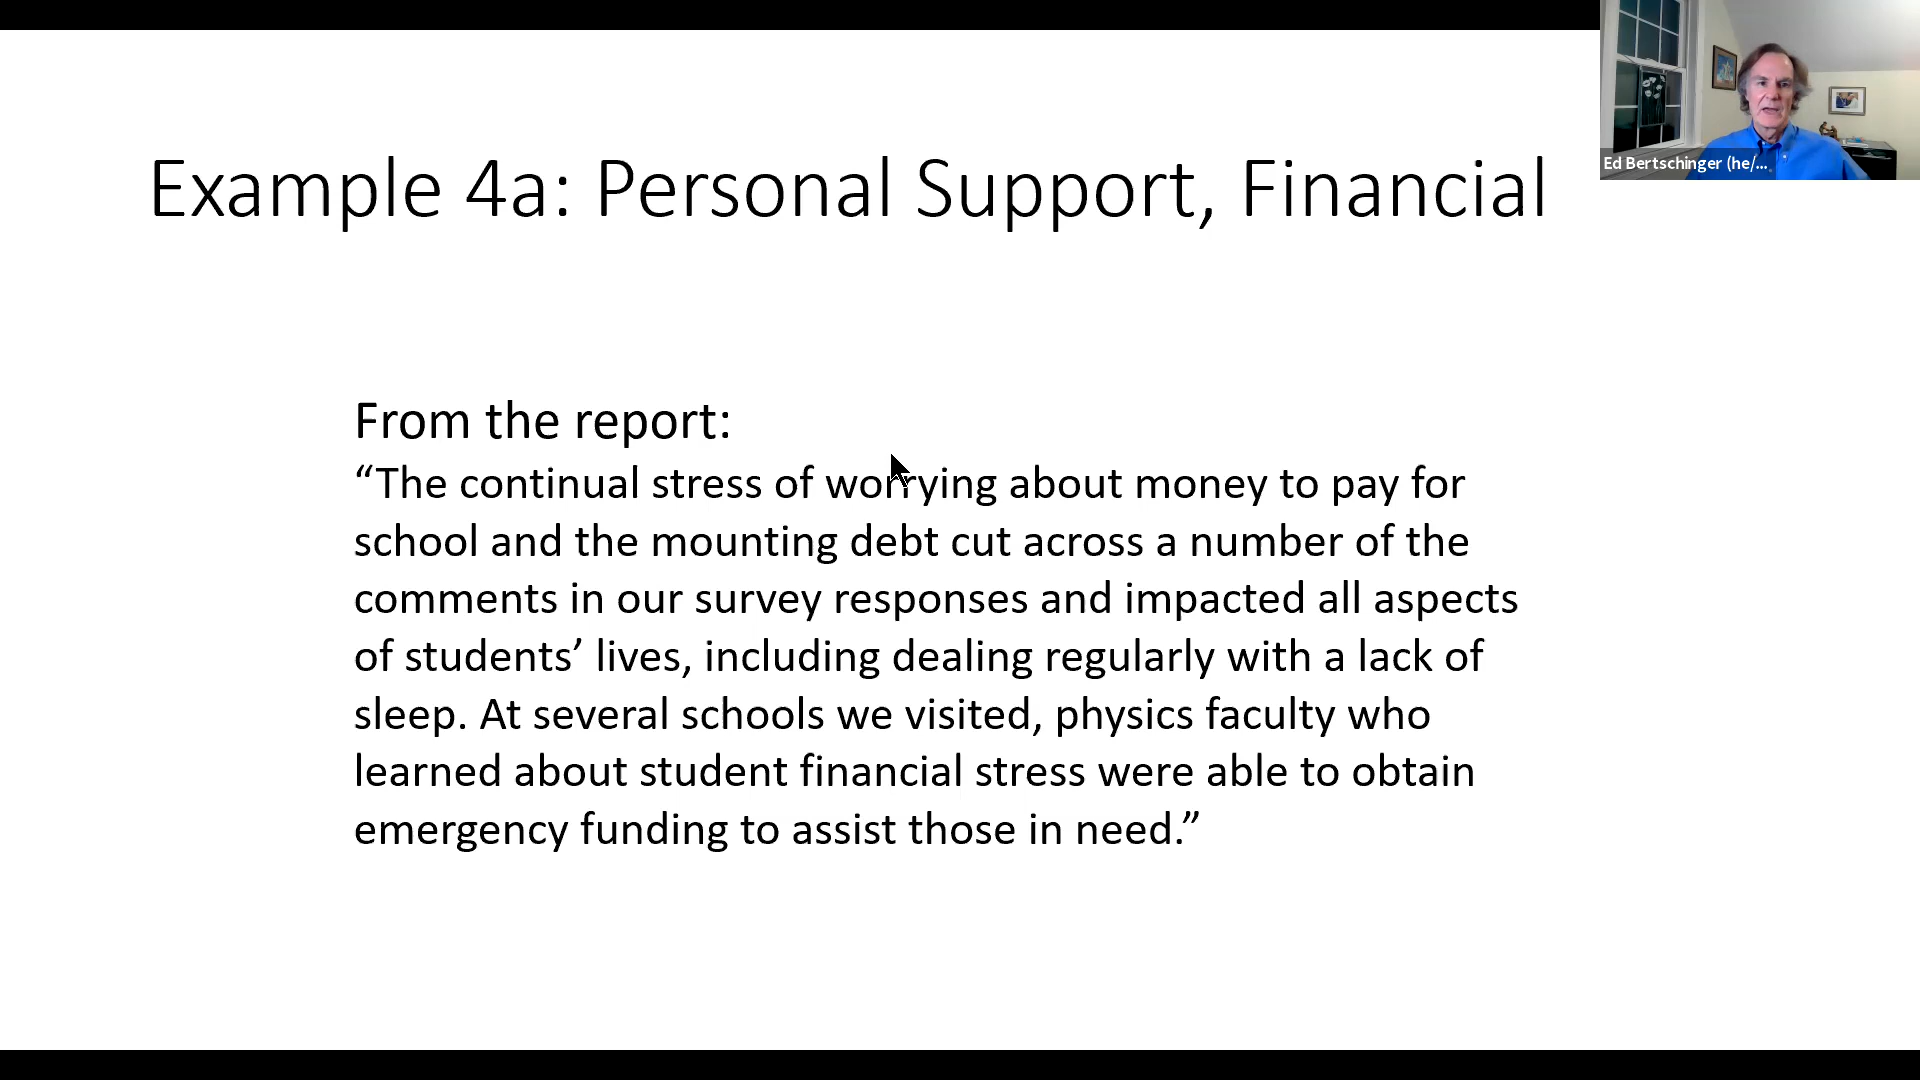 Example 4a: Personal Support, Financial
Ed Bertschinger (he/...
From the report:
“The continual stress of worrying about money to pay for
school and the mounting debt cut across a number of the
comments in our survey responses and impacted all aspects
of students’ lives, including dealing regularly with a lack of
sleep. At several schools we visited, physics faculty who
learned about student financial stress were able to obtain
emergency funding to assist those in need.”